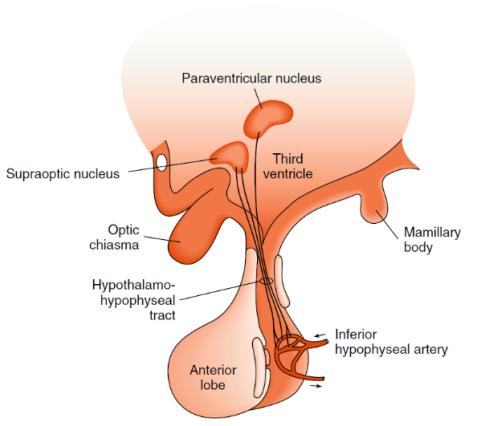 Paraventricular nucleus
Supraoptic nucleus
Third
ventricle
Optic
chiasma
Mamillary
body
Hypothalamo-
hypophyseal
tract
Inferior
hypophyseal artery
Anterior
lobe